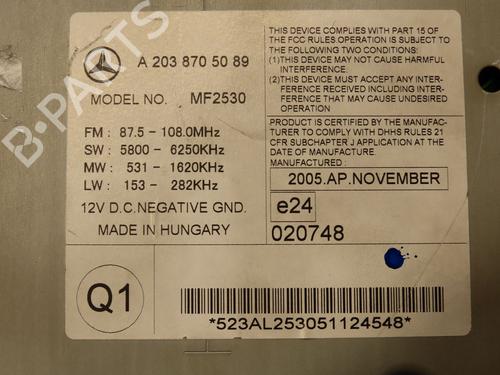 A 203 870 50 89
MODEL NO. MF2530
FM : 87.5 - 108.0MHz
SW : 5800 - 6250KHz
MW : 531 - 1620KHz
LW : 153 - 282KHz
12V D.C.NEGATIVE GND.
MADE IN HUNGARY
THIS DEVICE COMPLIES WITH PART 15 OF
THE FCC RULES OPERATION IS SUBJECT TO
THE FOLLOWING TWO CONDITIONS:
(1)THIS DEVICE MAY NOT CAUSE HARMFUL
INTERFERENCE.
(2)THIS DEVICE MUST ACCEPT ANY INTER-
FERENCE RECEIVED INCLUDING INTER-
FERENCE THAT MAY CAUSE UNDESIRED
OPERATION
PRODUCT IS CERTIFIED BY THE MANUFAC-
TURER TO COMPLY WITH DHHS RULES 21
CFR SUBCHAPTER J APPLICATION AT THE
DATE OF MANUFACTURE.
MANUFACTURED :
2005.AP.NOVEMBER
e24
020748
Q1
*523AL253051124548*
B-PARTS